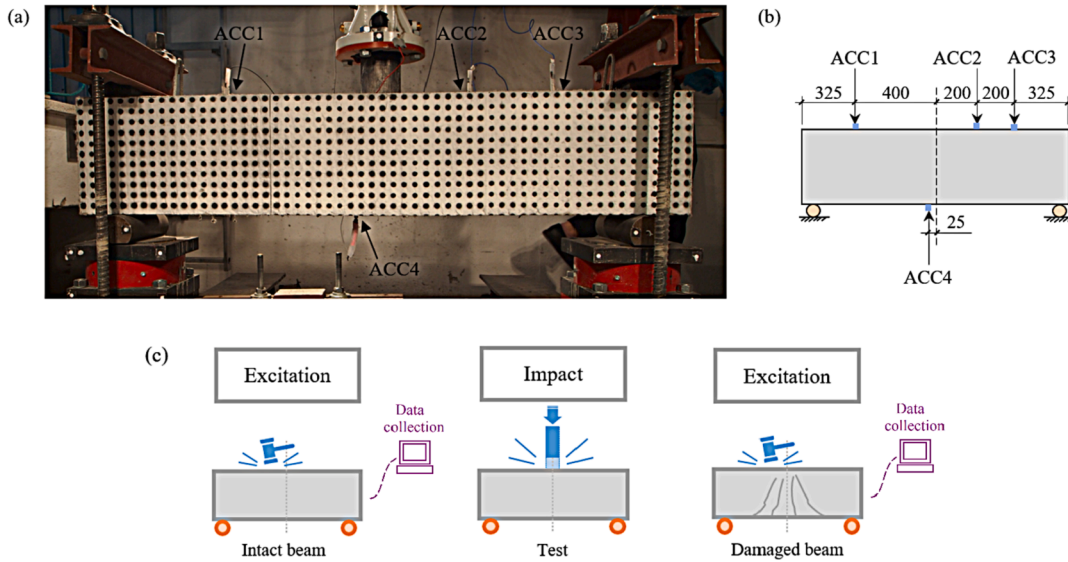 (a)
ACC1
ACC2
ACC3
ACC4
(b)
ACC1
ACC2
ACC3
325
400
200
200
325
25
ACC4
(c)
Excitation
Impact
Excitation
Data
collection
Data
collection
Intact beam
Test
Damaged beam